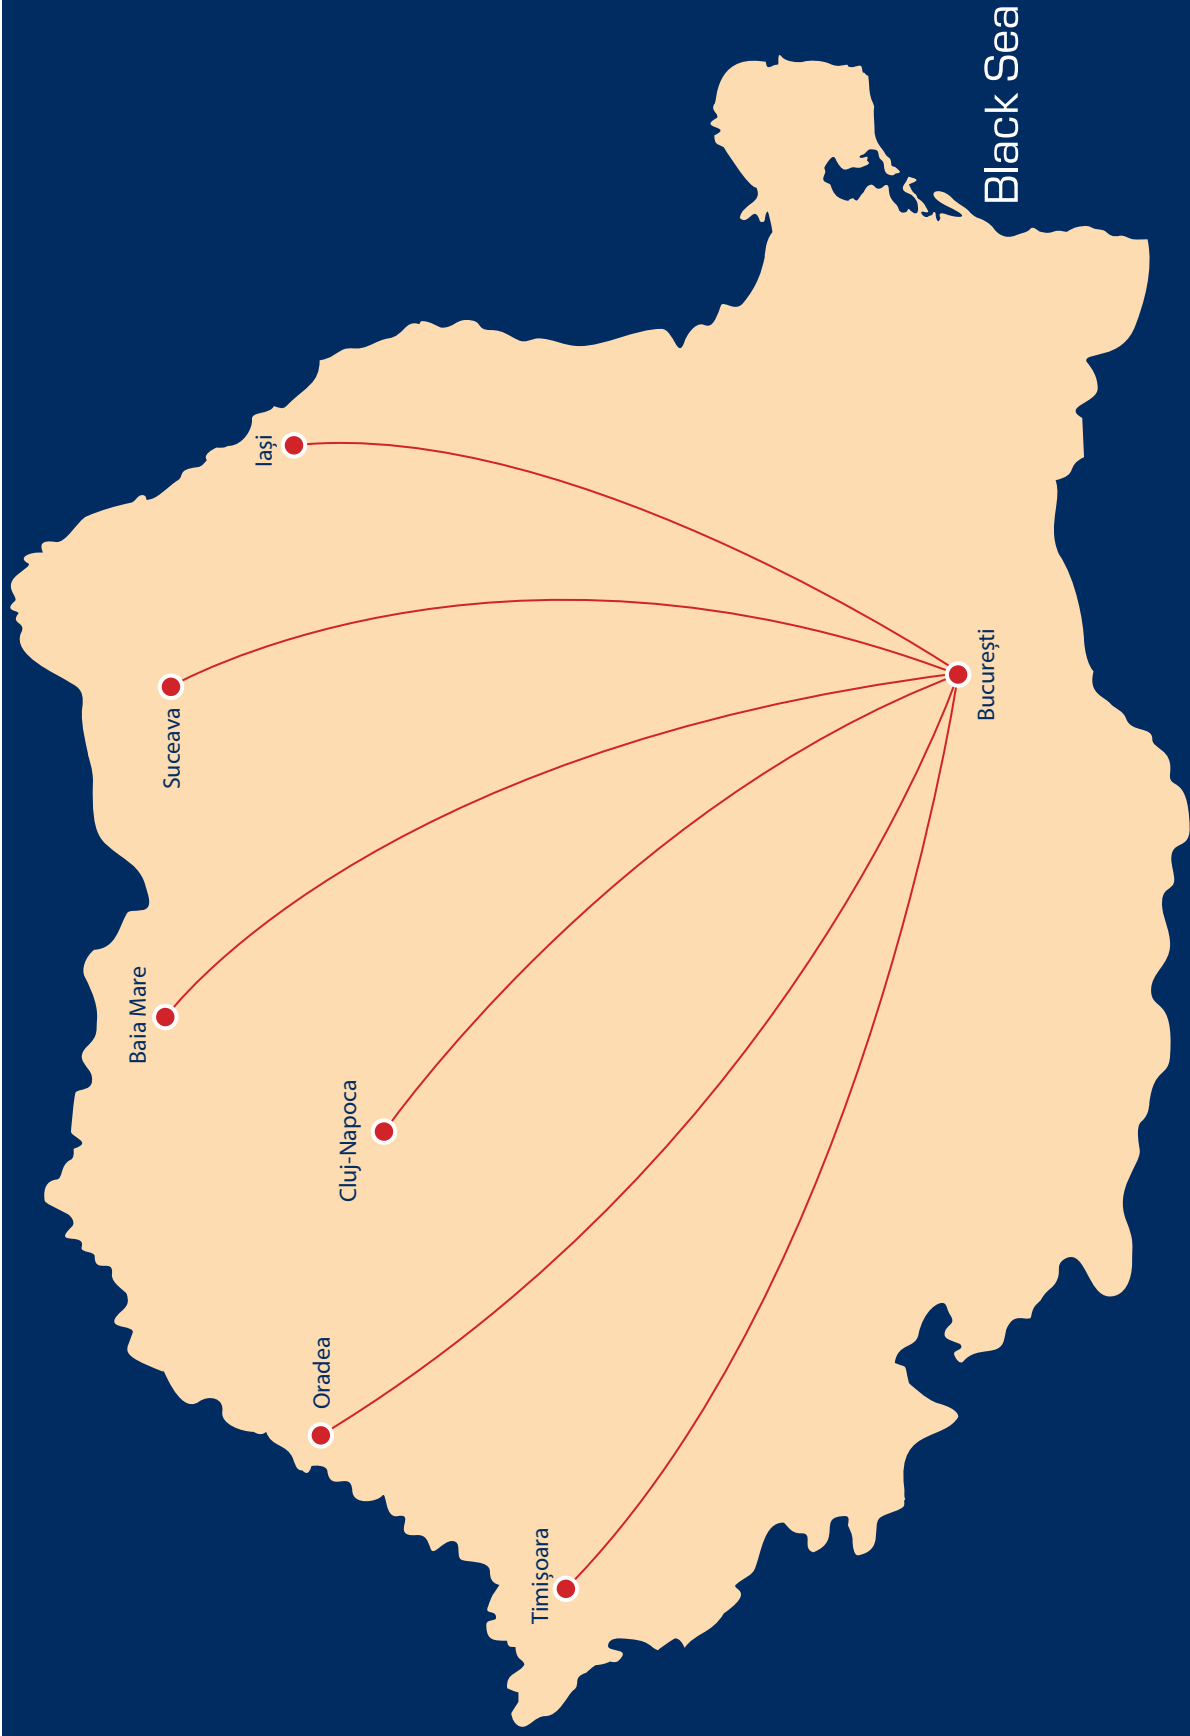 Baia Mare
Suceava
Iași
Oradea
Cluj-Napoca
Timișoara
București
Black Sea